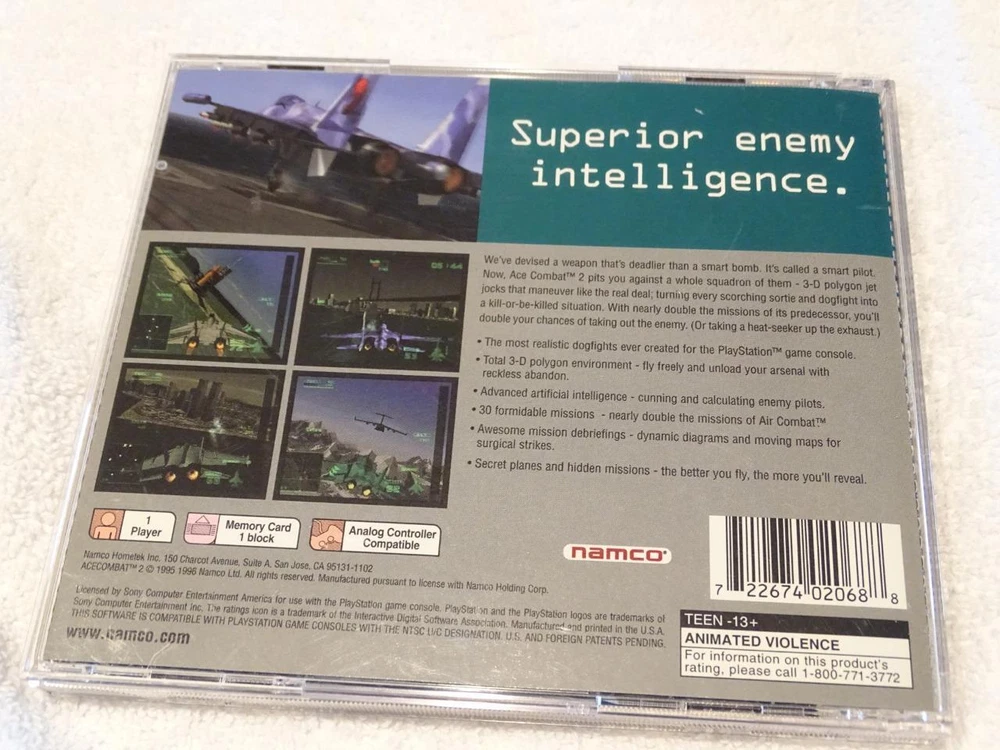 Superior enemy
intelligence.
We've devised a weapon that's deadlier than a smart bomb. It's called a smart pilot.
Now, Ace Combat™ 2 pits you against a whole squadron of them - 3-D polygon jet
jocks that maneuver like the real deal; turning every scorching sortie and dogfight into
a kill-or-be-killed situation. With nearly double the missions of its predecessor, you'll
double your chances of taking out the enemy. (Or taking a heat-seeker up the exhaust.)
• The most realistic dogfights ever created for the PlayStation™ game console.
• Total 3-D polygon environment - fly freely and unload your arsenal with
reckless abandon.
• Advanced artificial intelligence - cunning and calculating enemy pilots.
• 30 formidable missions - nearly double the missions of Air Combat™
• Awesome mission debriefings - dynamic diagrams and moving maps for
surgical strikes.
• Secret planes and hidden missions - the better you fly, the more you'll reveal.
05:44
1
Player
Memory Card
1 block
Analog Controller
Compatible
namco®
Namco Hometek Inc. 150 Charcot Avenue, Suite A, San Jose, CA 95131-1102
ACECOMBAT™ 2 © 1995 1996 Namco Ltd. All rights reserved. Manufactured pursuant to license with Namco Holding Corp.
Licensed by Sony Computer Entertainment America for use with the PlayStation game console. PlayStation and the PlayStation logos are trademarks of
Sony Computer Entertainment Inc. The ratings icon is a trademark of the Interactive Digital Software Association. Manufactured and printed in the U.S.A.
THIS SOFTWARE IS COMPATIBLE WITH PLAYSTATION GAME CONSOLES WITH THE NTSC U/C DESIGNATION. U.S. AND FOREIGN PATENTS PENDING.
www.namco.com
7 22674 02068 8
TEEN -13+
ANIMATED VIOLENCE
For information on this product's
rating, please call 1-800-771-3772